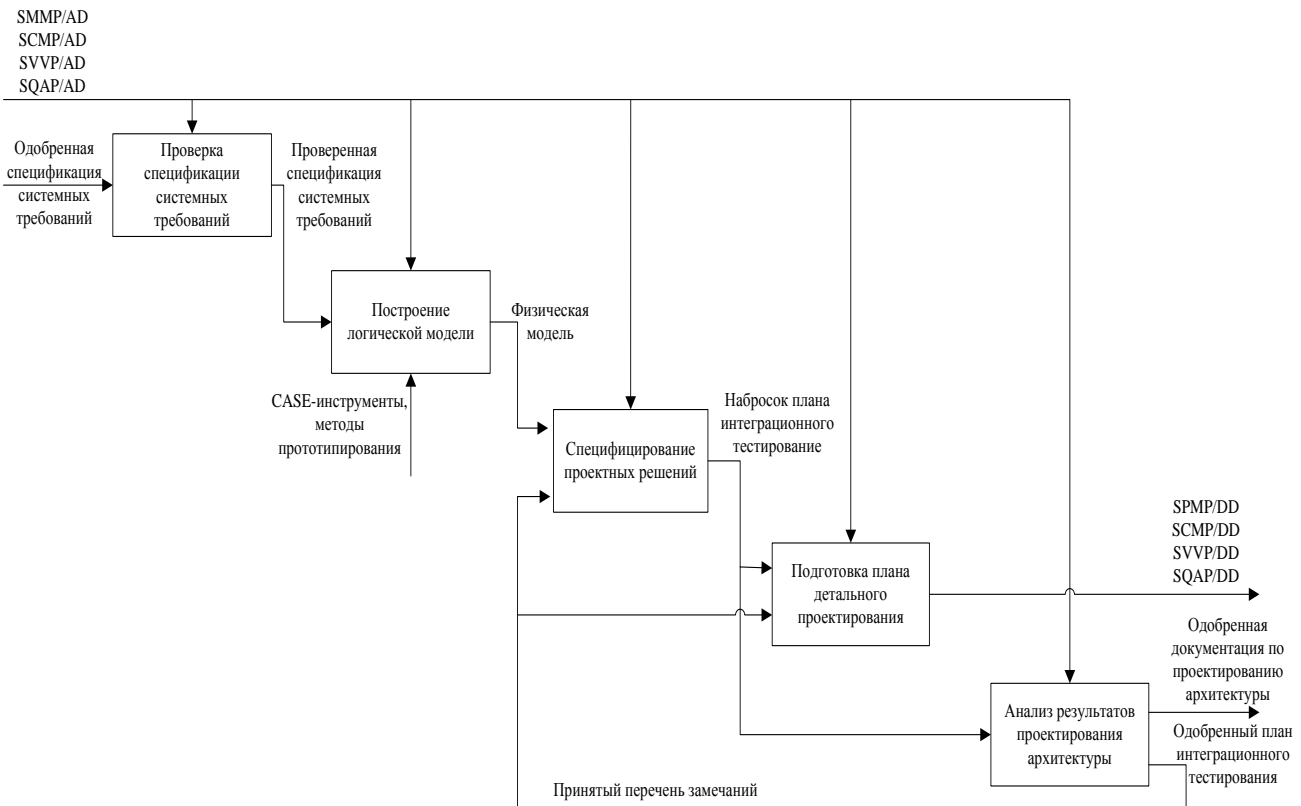 SMMP/AD
SCMP/AD
SVVP/AD
SQAP/AD
Одобренная
спецификация
системных
требований
Проверка
спецификации
системных
требований
Проверенная
спецификация
системных
требований
Построение
логической модели
Физическая
модель
CASE-инструменты,
методы
прототипирования
Специфицирование
проектных решений
Набросок плана
интеграционного
тестирование
Подготовка плана
детального
проектирования
SPMP/DD
SCMP/DD
SVVP/DD
SQAP/DD
Анализ результатов
проектирования
архитектуры
Одобренная
документация по
проектированию
архитектуры
Одобренный план
интеграционного
тестирования
Принятый перечень замечаний